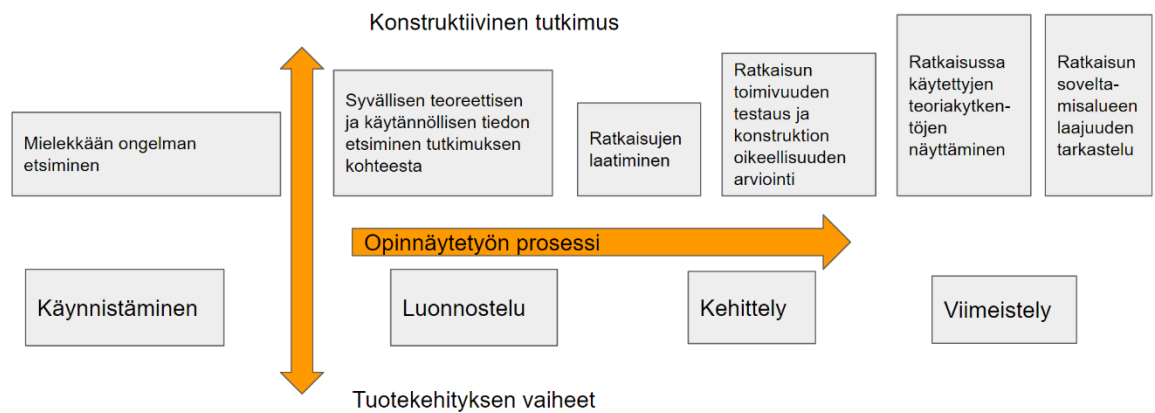 Konstruktiivinen tutkimus
Mielekkään ongelman
etsiminen
Syvällisen teoreettisen
ja käytännöllisen tiedon
etsiminen tutkimuksen
kohteesta
Ratkaisujen
laatiminen
Ratkaisun
toimivuuden
testaus ja
konstruktion
oikeellisuuden
arviointi
Ratkaisussa
käytettyjen
teoriakytken-
töjen
näyttäminen
Ratkaisun
sovelta-
misalueen
laajuuden
tarkastelu
Opinnäytetyön prosessi
Käynnistäminen
Luonnostelu
Kehittely
Viimeistely
Tuotekehityksen vaiheet